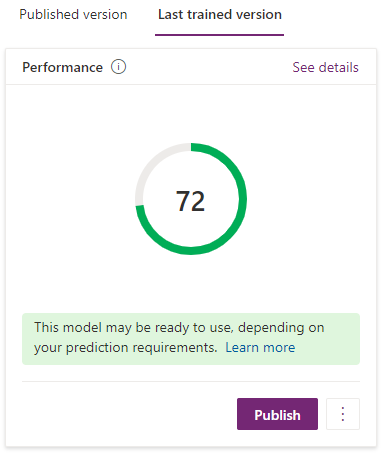 Published version Last trained version
Performance See details
72
This model may be ready to use, depending on
your prediction requirements. Learn more
Publish